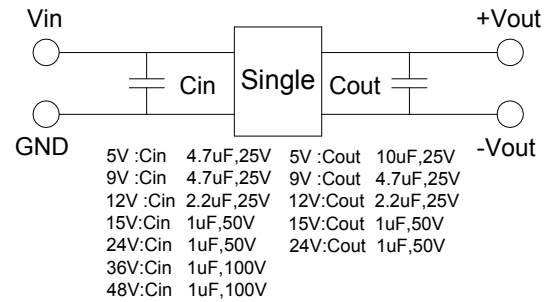 Vin +Vout
Cin Single Cout
GND -Vout
5V :Cin 4.7uF,25V 5V :Cout 10uF,25V
9V :Cin 4.7uF,25V 9V :Cout 4.7uF,25V
12V :Cin 2.2uF,25V 12V:Cout 2.2uF,25V
15V:Cin 1uF,50V 15V:Cout 1uF,50V
24V:Cin 1uF,50V 24V:Cout 1uF,50V
36V:Cin 1uF,100V
48V:Cin 1uF,100V